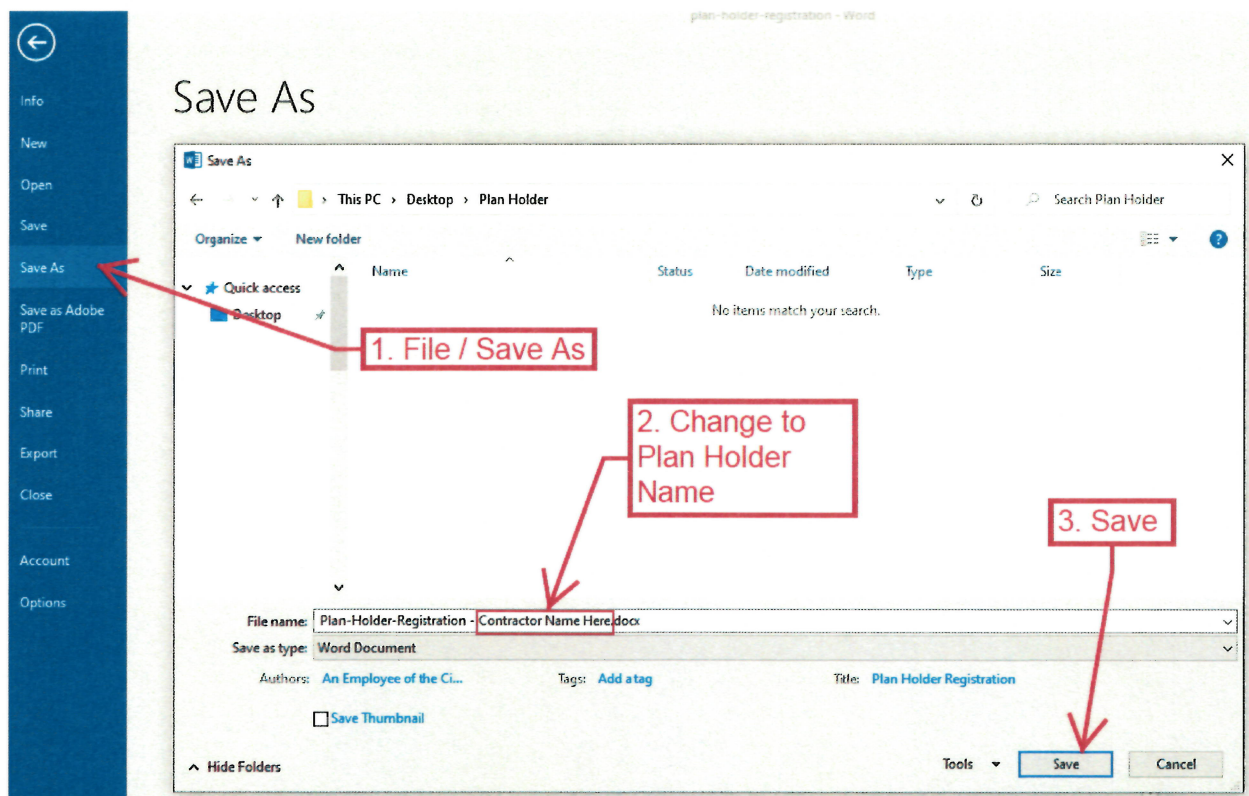 plan-holder-registration - Word
Info
New
Open
Save
Save As
Save as Adobe
PDF
Print
Share
Export
Close
Account
Options
Save As
Save As
This PC > Desktop > Plan Holder
Search Plan Holder
Organize
New folder
Name
Status
Date modified
Type
Size
Quick access
Desktop
No items match your search.
1. File / Save As
2. Change to
Plan Holder
Name
3. Save
File name: Plan-Holder-Registration - Contractor Name Here.docx
Save as type: Word Document
Authors: An Employee of the Ci...
Tags: Add a tag
Title: Plan Holder Registration
Save Thumbnail
Hide Folders
Tools
Save
Cancel